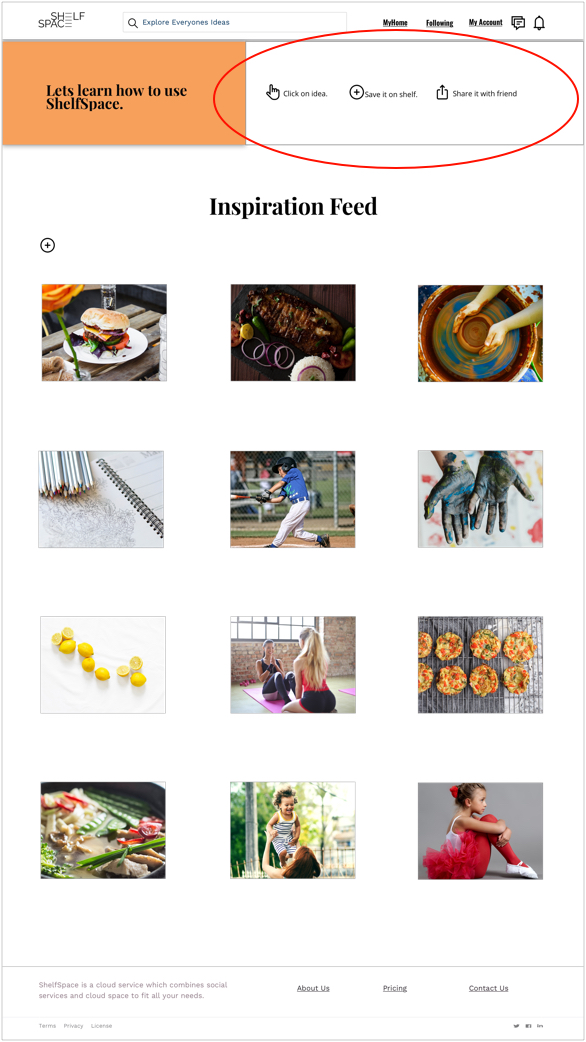 SHELF
SPACE
Explore Everyones Ideas
MyHome
Following
My Account
Lets learn how to use
ShelfSpace.
Click on idea.
Save it on shelf.
Share it with friend
Inspiration Feed
ShelfSpace is a cloud service which combines social
services and cloud space to fit all your needs.
About Us
Pricing
Contact Us
Terms
Privacy
License